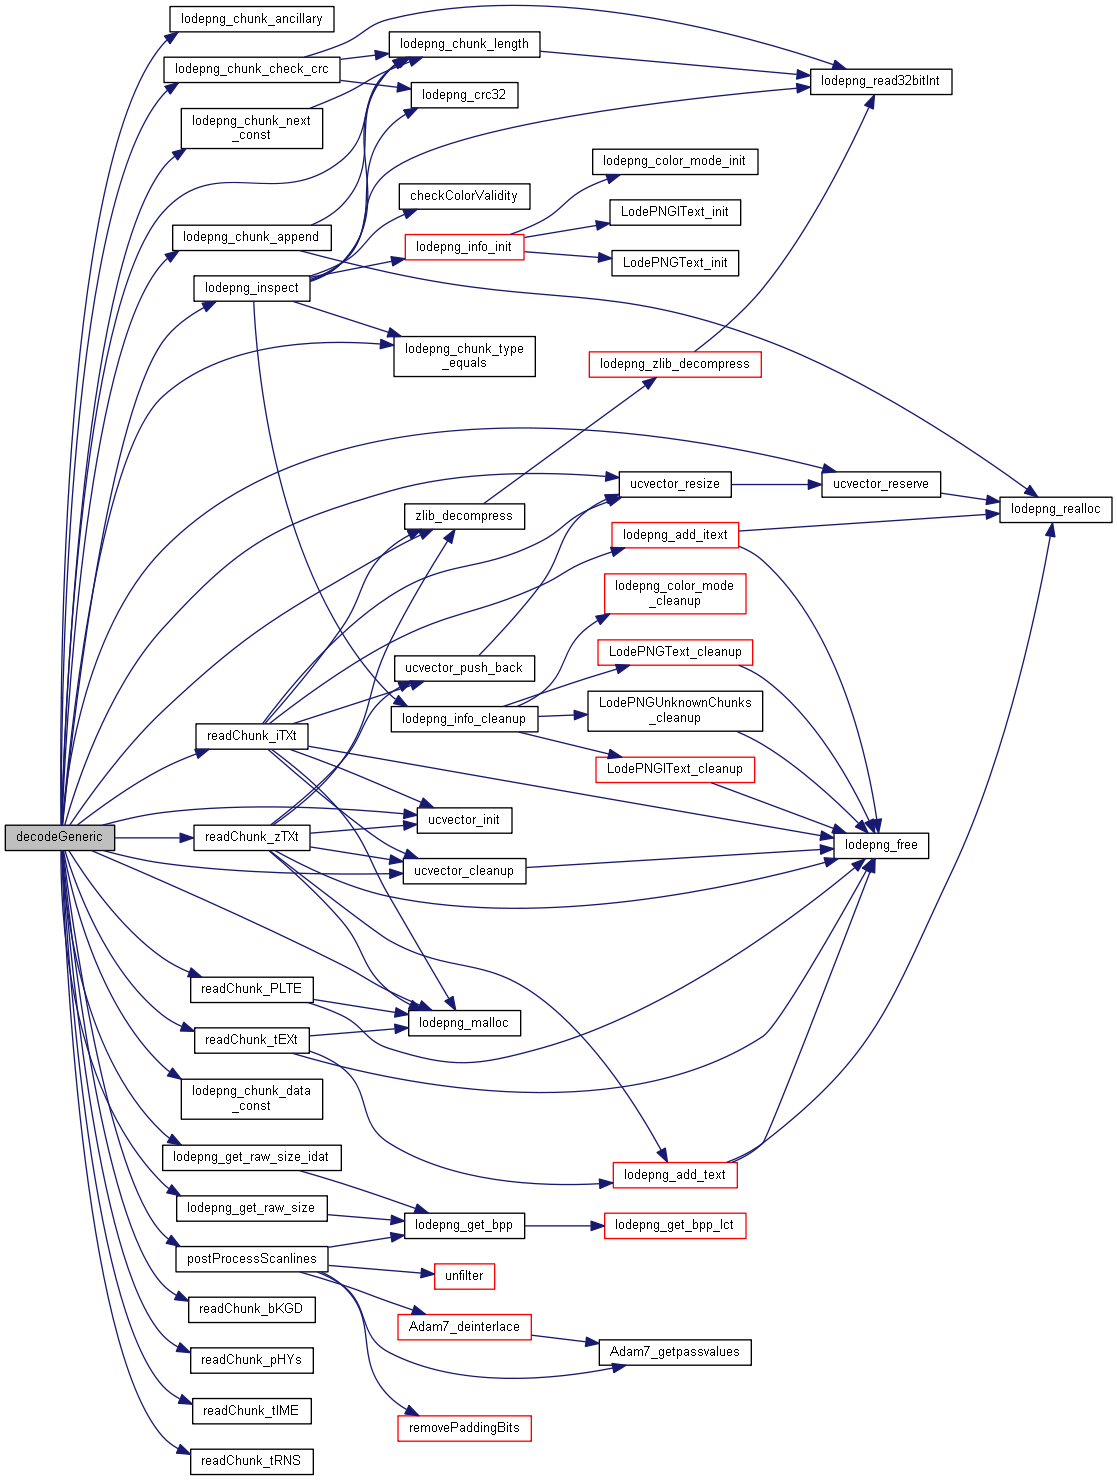 lodepng_chunk_ancillary
lodepng_chunk_length
lodepng_chunk_check_crc
lodepng_read32bitInt
lodepng_crc32
lodepng_chunk_next
_const
lodepng_color_mode_init
checkColorValidity
LodePNGIText_init
lodepng_chunk_append
lodepng_info_init
LodePNGText_init
lodepng_inspect
lodepng_chunk_type
_equals
lodepng_zlib_decompress
ucvector_resize
ucvector_reserve
lodepng_realloc
zlib_decompress
lodepng_add_itext
lodepng_color_mode
_cleanup
LodePNGText_cleanup
ucvector_push_back
LodePNGUnknownChunks
_cleanup
lodepng_info_cleanup
readChunk_iTXt
LodePNGIText_cleanup
ucvector_init
decodeGeneric
readChunk_zTXt
lodepng_free
ucvector_cleanup
readChunk_PLTE
lodepng_malloc
readChunk_tEXt
lodepng_chunk_data
_const
lodepng_get_raw_size_idat
lodepng_add_text
lodepng_get_raw_size
lodepng_get_bpp
lodepng_get_bpp_lct
postProcessScanlines
unfilter
readChunk_bKGD
Adam7_deinterlace
Adam7_getpassvalues
readChunk_pHYs
readChunk_tIME
removePaddingBits
readChunk_tRNS